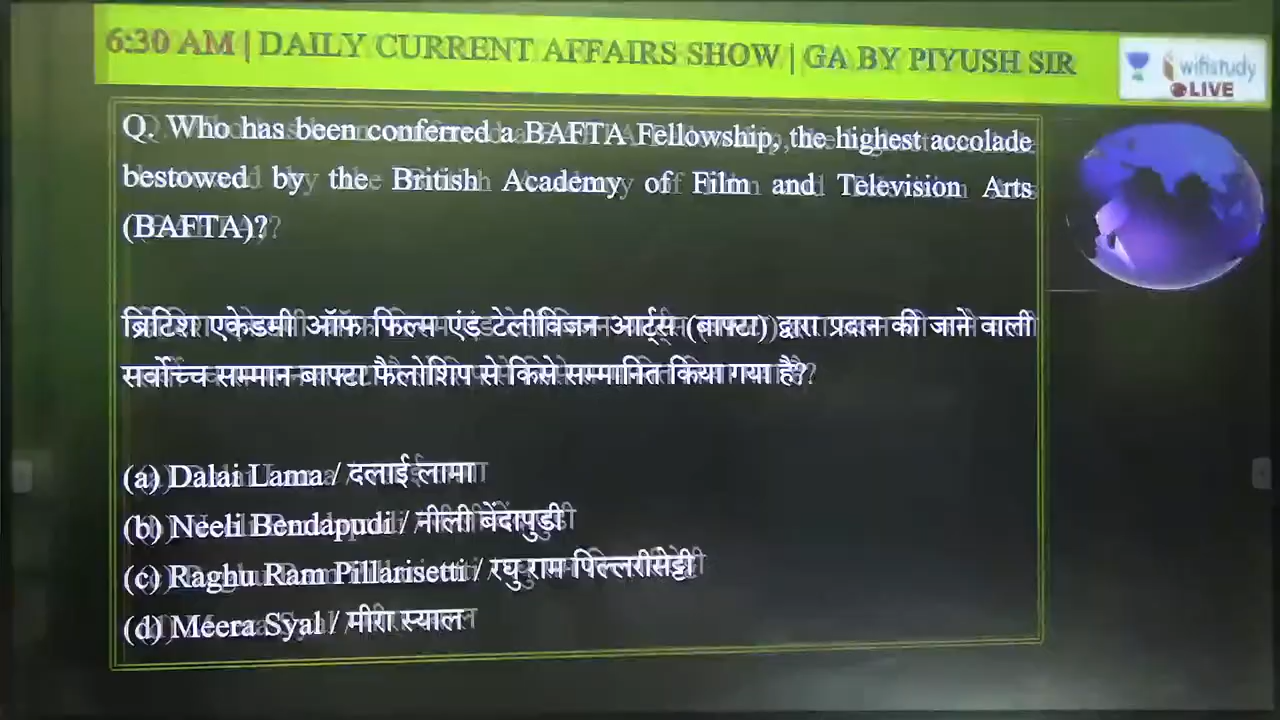 6:30 AM | DAILY CURRENT AFFAIRS SHOW | GA BY PIYUSH SIR
wifistudy
LIVE
Q. Who has been conferred a BAFTA Fellowship, the highest accolade
bestowed by the British Academy of Film and Television Arts
(BAFTA)?
ब्रिटिश एकेडमी ऑफ फिल्म एंड टेलीविजन आर्ट्स (बाफ्टा) द्वारा प्रदान की जाने वाली
सर्वोच्च सम्मान बाफ्टा फैलोशिप से किसे सम्मानित किया गया है?
(a) Dalai Lama / दलाई लामा
(b) Neeli Bendapudi / नीली बेंदापुडी
(c) Raghu Ram Pillarisetti / रघु राम पिल्लरीसेट्टी
(d) Meera Syal / मीरा स्याल